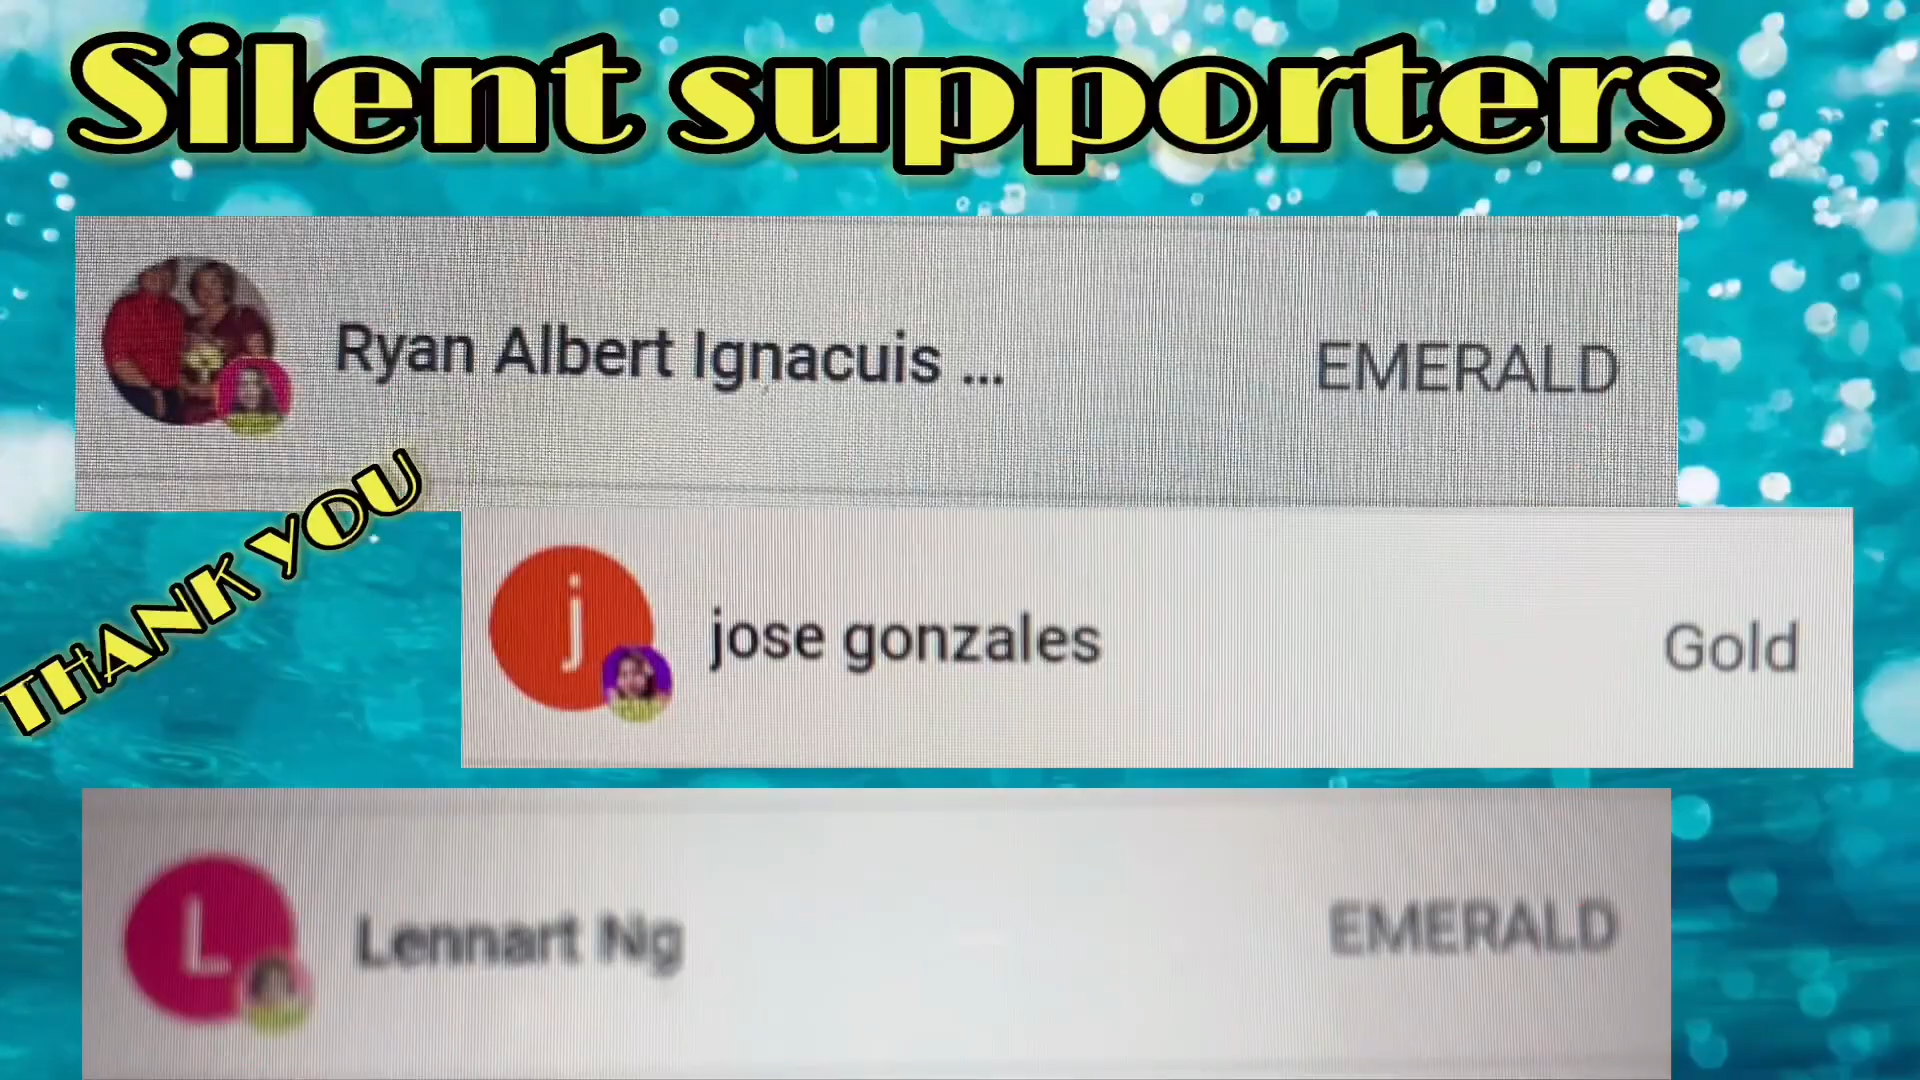 Silent supporters
Ryan Albert Ignacuis ... EMERALD
THANK YOU
j jose gonzales Gold
L Lennart Ng EMERALD